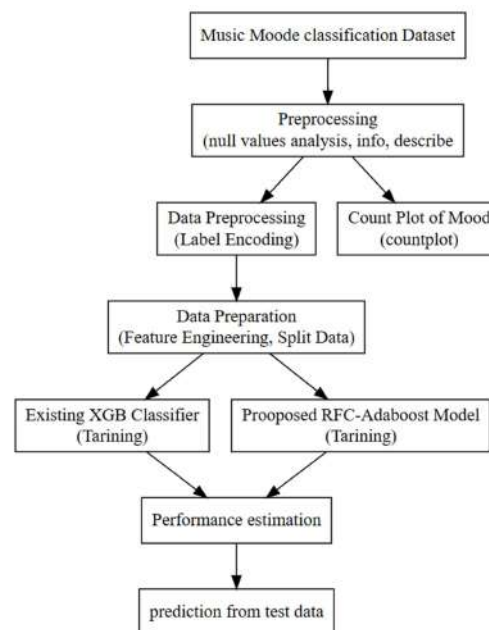 Music Moode classification Dataset
Preprocessing
(null values analysis, info, describe
Data Preprocessing
(Label Encoding)
Count Plot of Mood
(countplot)
Data Preparation
(Feature Engineering, Split Data)
Existing XGB Classifier
(Tarining)
Prooposed RFC-Adaboost Model
(Tarining)
Performance estimation
prediction from test data